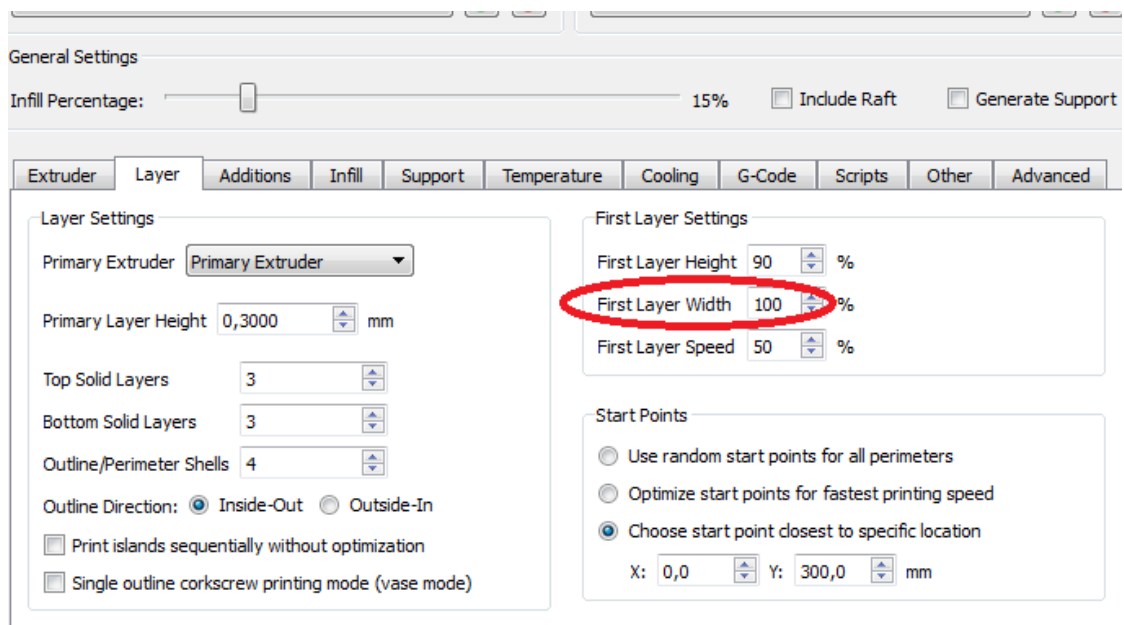 General Settings
Infill Percentage: 15% Include Raft Generate Support
Extruder Layer Additions Infill Support Temperature Cooling G-Code Scripts Other Advanced
Layer Settings
Primary Extruder Primary Extruder
Primary Layer Height 0,3000 mm
Top Solid Layers 3
Bottom Solid Layers 3
Outline/Perimeter Shells 4
Outline Direction: Inside-Out Outside-In
Print islands sequentially without optimization
Single outline corkscrew printing mode (vase mode)
First Layer Settings
First Layer Height 90 %
First Layer Width 100 %
First Layer Speed 50 %
Start Points
Use random start points for all perimeters
Optimize start points for fastest printing speed
Choose start point closest to specific location
X: 0,0 Y: 300,0 mm